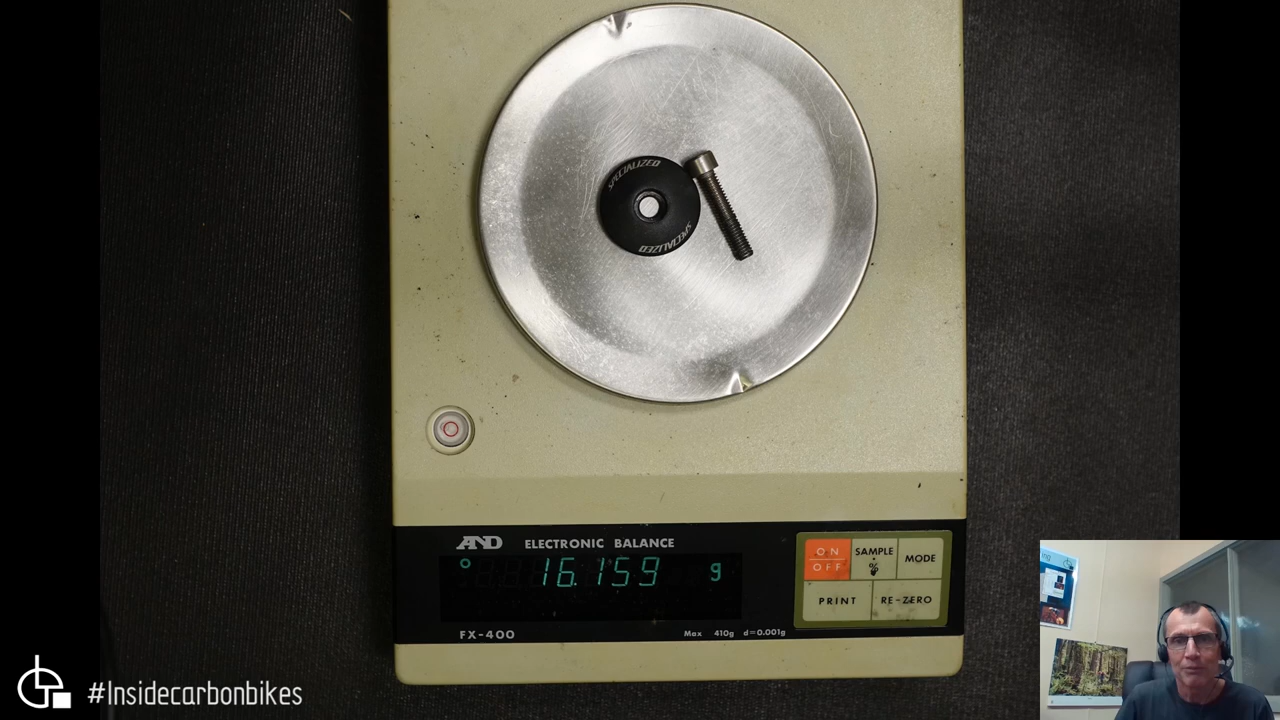 SPECIALIZED
SPECIALIZED
AND ELECTRONIC BALANCE
16.159 g
FX-400
Max 410g d=0.001g
ON
OFF
SAMPLE
%
MODE
PRINT
RE-ZERO
#Insidecarbonbikes